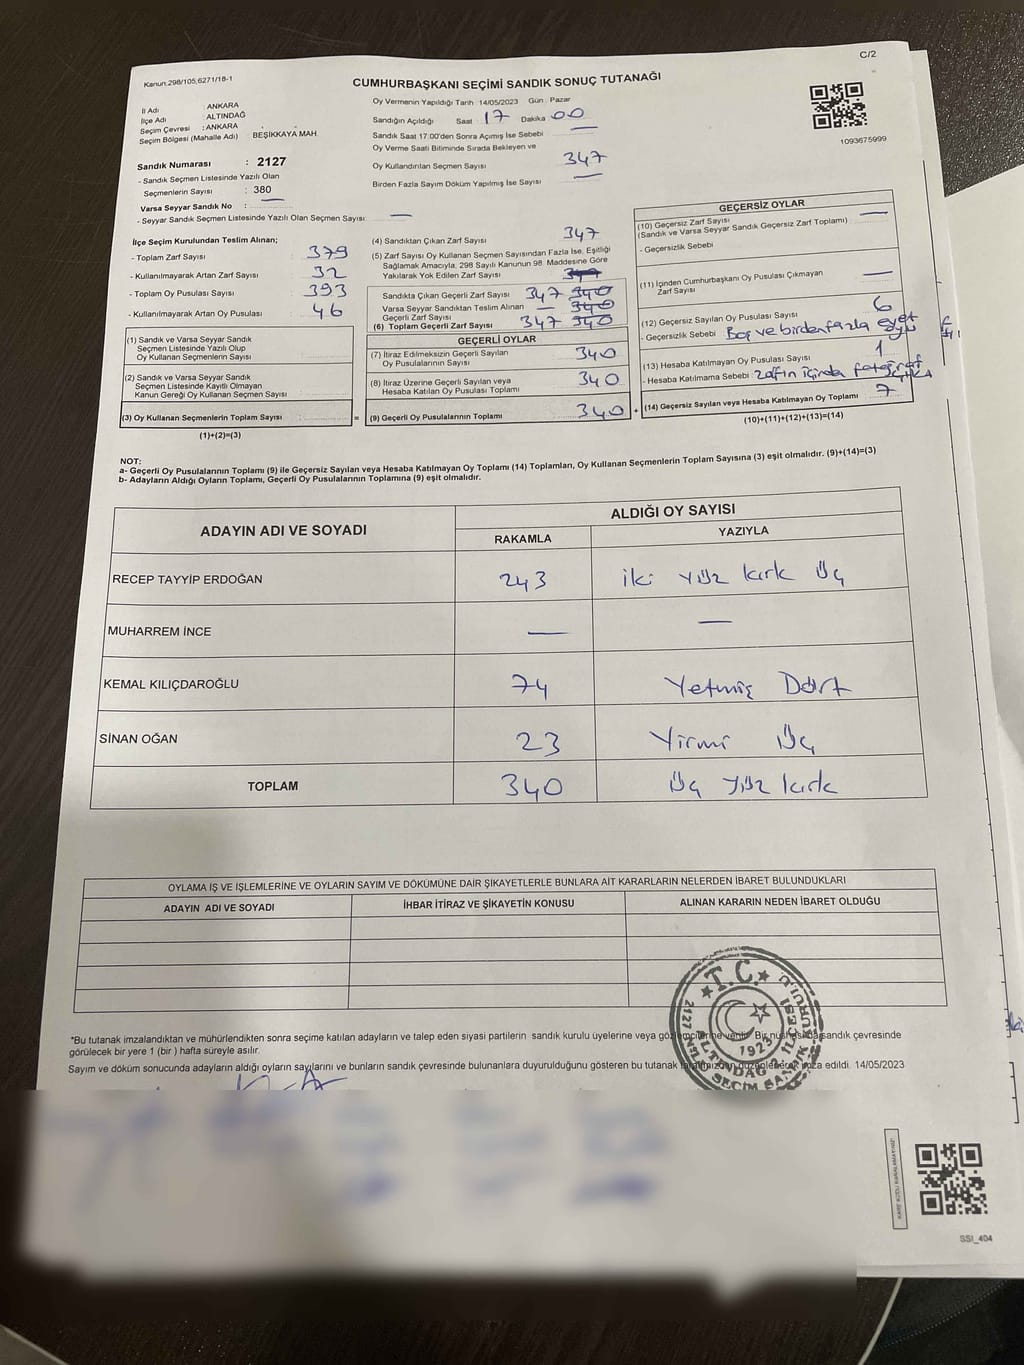 C/2
Kanun.298/105,6271/18-1
CUMHURBAŞKANI SEÇİMİ SANDIK SONUÇ TUTANAĞI
İl Adı : ANKARA
İlçe Adı : ALTINDAĞ
Seçim Çevresi : ANKARA
Seçim Bölgesi (Mahalle Adı) : BEŞİKKAYA MAH.
Sandık Numarası : 2127
- Sandık Seçmen Listesinde Yazılı Olan
Seçmenlerin Sayısı : 380
Varsa Seyyar Sandık No : —
- Seyyar Sandık Seçmen Listesinde Yazılı Olan Seçmen Sayısı: —
Oy Vermenin Yapıldığı Tarih 14/05/2023 Gün : Pazar
Sandığın Açıldığı Saat 17 Dakika 00
Sandık Saat 17:00'den Sonra Açımış İse Sebebi —
Oy Verme Saati Bitiminde Sırada Bekleyen ve
Oy Kullandırılan Seçmen Sayısı 347
Birden Fazla Sayım Döküm Yapılmış İse Sayısı —
1093675999
İlçe Seçim Kurulundan Teslim Alınan;
- Toplam Zarf Sayısı 379
- Kullanılmayarak Artan Zarf Sayısı 32
- Toplam Oy Pusulası Sayısı 393
- Kullanılmayarak Artan Oy Pusulası 46
(1) Sandık ve Varsa Seyyar Sandık
Seçmen Listesinde Yazılı Olup
Oy Kullanan Seçmenlerin Sayısı
(2) Sandık ve Varsa Seyyar Sandık
Seçmen Listesinde Kayıtlı Olmayan
Kanun Gereği Oy Kullanan Seçmen Sayısı
(3) Oy Kullanan Seçmenlerin Toplam Sayısı =
(1)+(2)=(3)
(4) Sandıktan Çıkan Zarf Sayısı 347
(5) Zarf Sayısı Oy Kullanan Seçmen Sayısından Fazla İse, Eşitliği
Sağlamak Amacıyla; 298 Sayılı Kanunun 98. Maddesine Göre
Yakılarak Yok Edilen Zarf Sayısı
Sandıkta Çıkan Geçerli Zarf Sayısı 347 340
Varsa Seyyar Sandıktan Teslim Alınan
Geçerli Zarf Sayısı — 340
(6) Toplam Geçerli Zarf Sayısı 347 340
GEÇERLİ OYLAR
(7) İtiraz Edilmeksizin Geçerli Sayılan
Oy Pusulalarının Sayısı 340
(8) İtiraz Üzerine Geçerli Sayılan veya
Hesaba Katılan Oy Pusulası Toplamı 340
(9) Geçerli Oy Pusulalarının Toplamı 340 +
GEÇERSİZ OYLAR
(10) Geçersiz Zarf Sayısı —
(Sandık ve Varsa Seyyar Sandık Geçersiz Zarf Toplamı)
- Geçersizlik Sebebi
(11) İçinden Cumhurbaşkanı Oy Pusulası Çıkmayan
Zarf Sayısı —
(12) Geçersiz Sayılan Oy Pusulası Sayısı 6
- Geçersizlik Sebebi Boş ve birden fazla evet
(13) Hesaba Katılmayan Oy Pusulası Sayısı 1
- Hesaba Katılmama Sebebi zarfın içinde fotoğraf
(14) Geçersiz Sayılan veya Hesaba Katılmayan Oy Toplamı 7
(10)+(11)+(12)+(13)=(14)
NOT:
a- Geçerli Oy Pusulalarının Toplamı (9) ile Geçersiz Sayılan veya Hesaba Katılmayan Oy Toplamı (14) Toplamları, Oy Kullanan Seçmenlerin Toplam Sayısına (3) eşit olmalıdır. (9)+(14)=(3)
b- Adayların Aldığı Oyların Toplamı, Geçerli Oy Pusulalarının Toplamına (9) eşit olmalıdır.
ADAYIN ADI VE SOYADI ALDIĞI OY SAYISI
RAKAMLA YAZIYLA
RECEP TAYYİP ERDOĞAN 243 iki yüz kırk üç
MUHARREM İNCE — —
KEMAL KILIÇDAROĞLU 74 Yetmiş Dört
SİNAN OĞAN 23 Yirmi üç
TOPLAM 340 üç yüz kırk
OYLAMA İŞ VE İŞLEMLERİNE VE OYLARIN SAYIM VE DÖKÜMÜNE DAİR ŞİKAYETLERLE BUNLARA AİT KARARLARIN NELERDEN İBARET BULUNDUKLARI
ADAYIN ADI VE SOYADI İHBAR İTİRAZ VE ŞİKAYETİN KONUSU ALINAN KARARIN NEDEN İBARET OLDUĞU
T.C.
1923
*Bu tutanak imzalandıktan ve mühürlendikten sonra seçime katılan adayların ve talep eden siyasi partilerin sandık kurulu üyelerine veya gözlemcilerine verilir. Bir nüshası da sandık çevresinde
görülecek bir yere 1 (bir ) hafta süreyle asılır.
Sayım ve döküm sonucunda adayların aldığı oyların sayılarını ve bunların sandık çevresinde bulunanlara duyurulduğunu gösteren bu tutanak tarafımızdan düzenlenerek imza edildi. 14/05/2023
KARE KODU KARALAMAYINIZ!
SSI_404